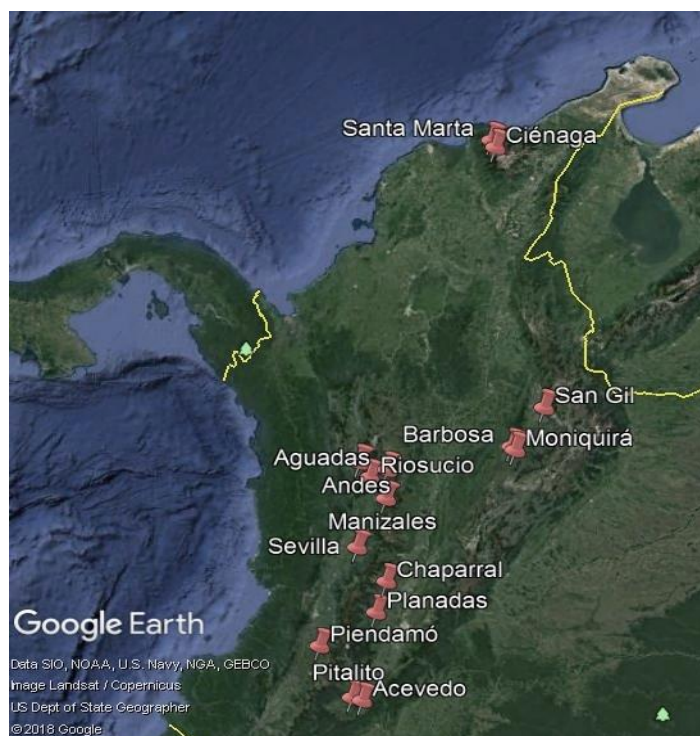 Santa Marta
Ciénaga
San Gil
Barbosa
Moniquirá
Aguadas
Riosucio
Andes
Manizales
Sevilla
Chaparral
Planadas
Piendamó
Pitalito
Acevedo
Google Earth
Data SIO, NOAA, U.S. Navy, NGA, GEBCO
Image Landsat / Copernicus
US Dept of State Geographer
© 2018 Google